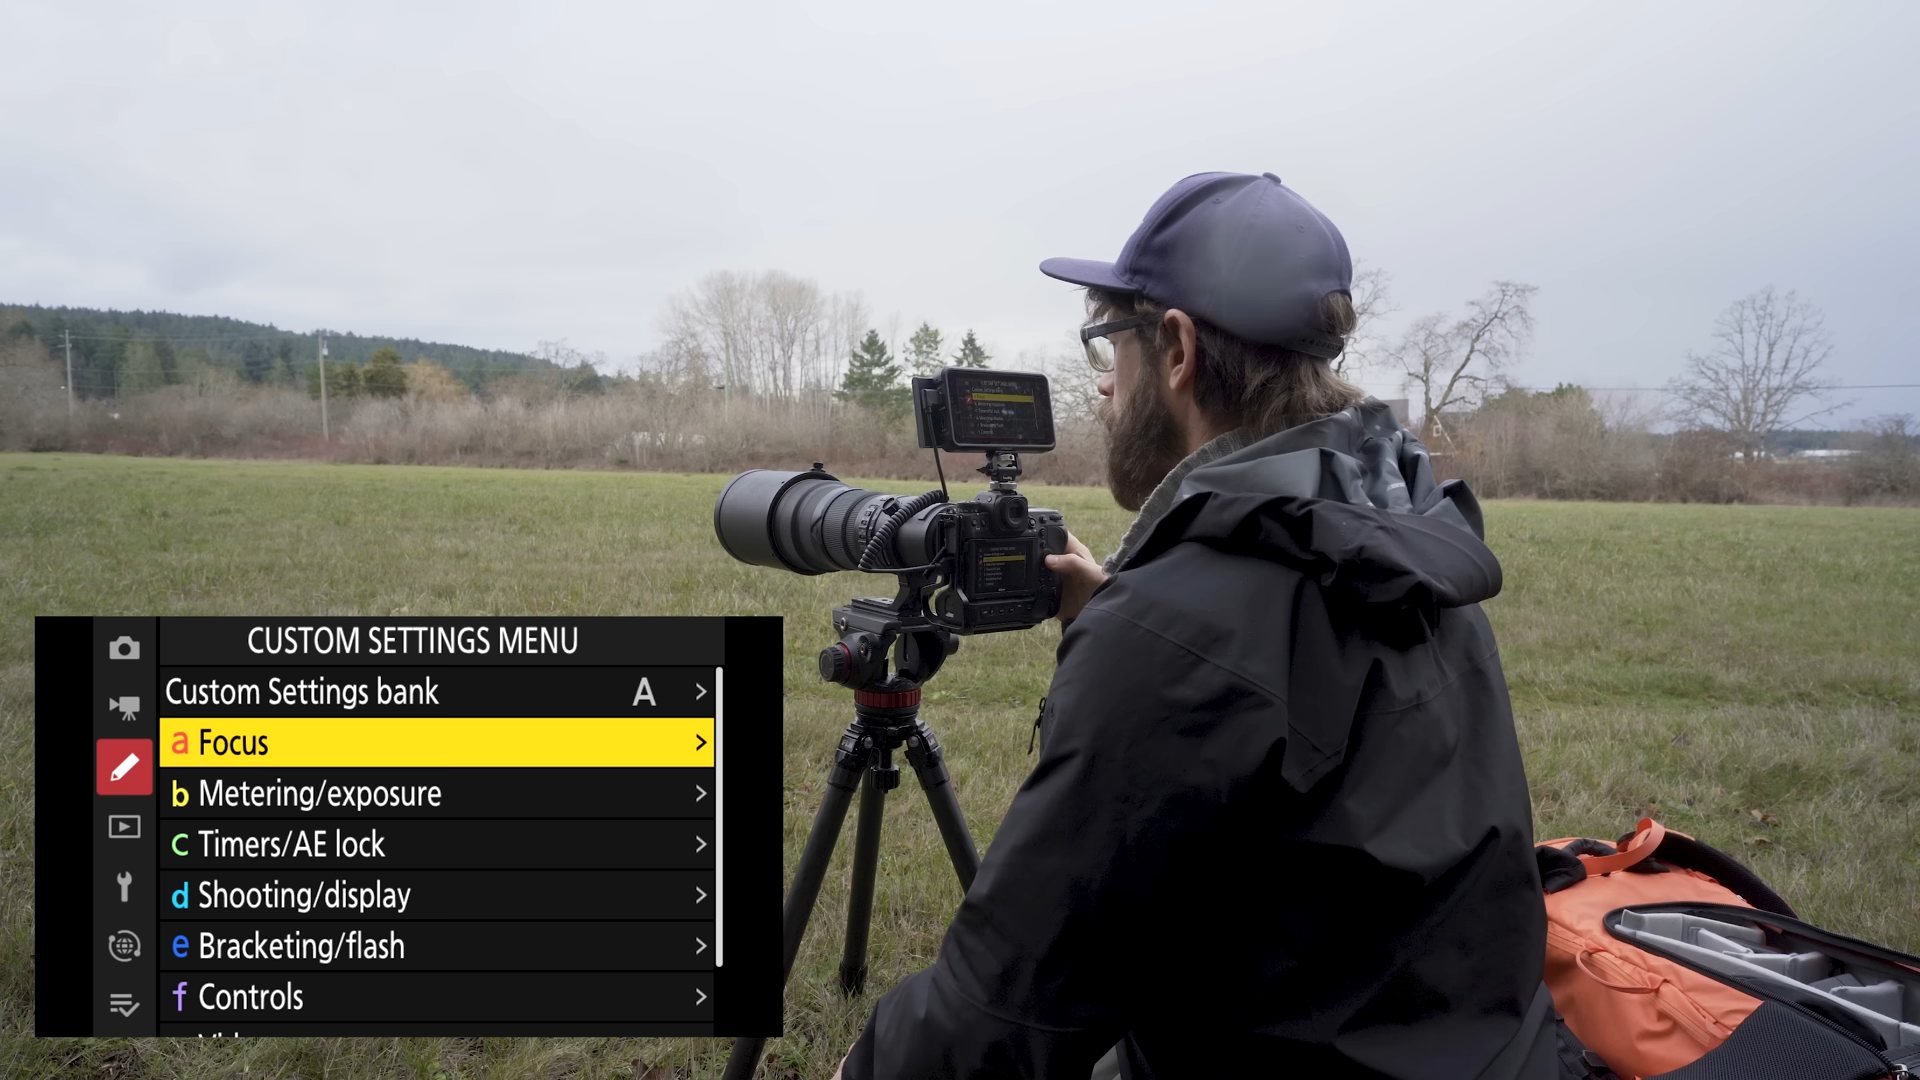 CUSTOM SETTINGS MENU
Custom Settings bank A >
a Focus >
b Metering/exposure >
c Timers/AE lock >
d Shooting/display >
e Bracketing/flash >
f Controls >